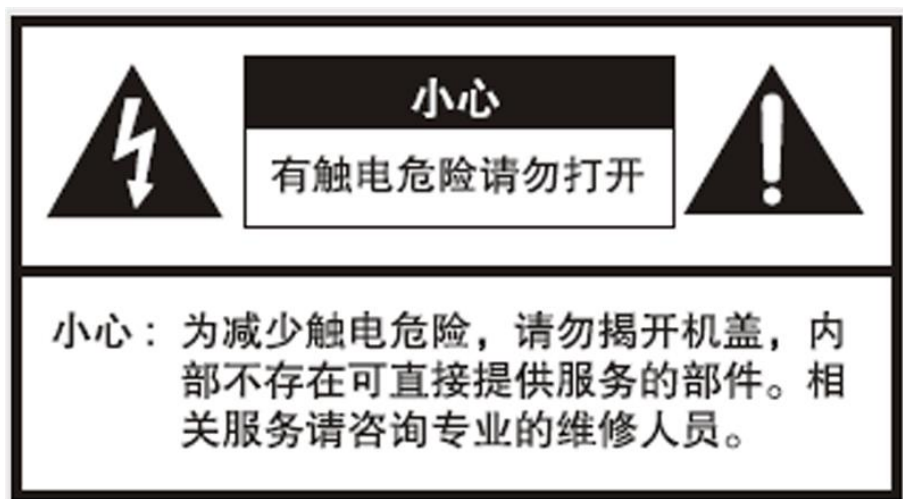 小心
有触电危险请勿打开
小心：为减少触电危险，请勿揭开机盖，内
部不存在可直接提供服务的部件。相
关服务请咨询专业的维修人员。